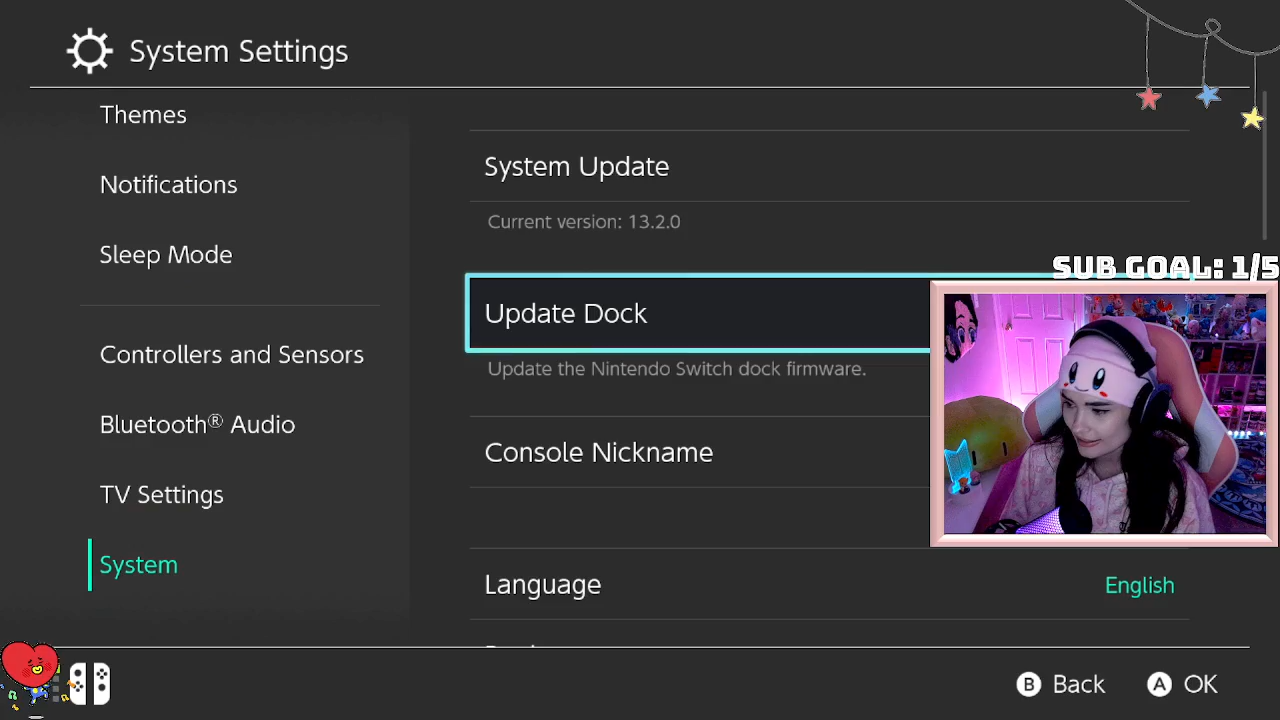 System Settings
Themes
Notifications
Sleep Mode
Controllers and Sensors
Bluetooth® Audio
TV Settings
System
System Update
Current version: 13.2.0
Update Dock
Update the Nintendo Switch dock firmware.
Console Nickname
Language
English
SUB GOAL: 1/5
B Back
A OK